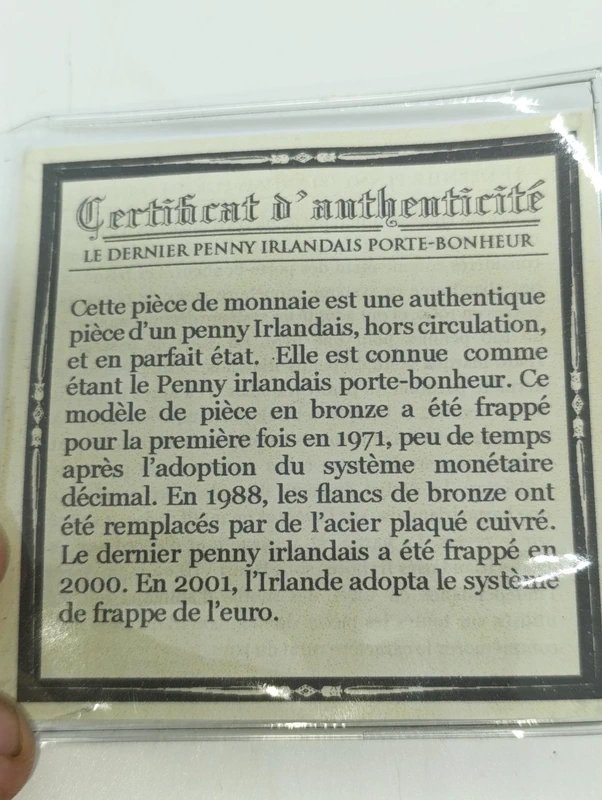 Certificat d'authenticité
LE DERNIER PENNY IRLANDAIS PORTE-BONHEUR
Cette pièce de monnaie est une authentique
pièce d'un penny Irlandais, hors circulation,
et en parfait état. Elle est connue comme
étant le Penny irlandais porte-bonheur. Ce
modèle de pièce en bronze a été frappé
pour la première fois en 1971, peu de temps
après l'adoption du système monétaire
décimal. En 1988, les flancs de bronze ont
été remplacés par de l'acier plaqué cuivré.
Le dernier penny irlandais a été frappé en
2000. En 2001, l'Irlande adopta le système
de frappe de l'euro.